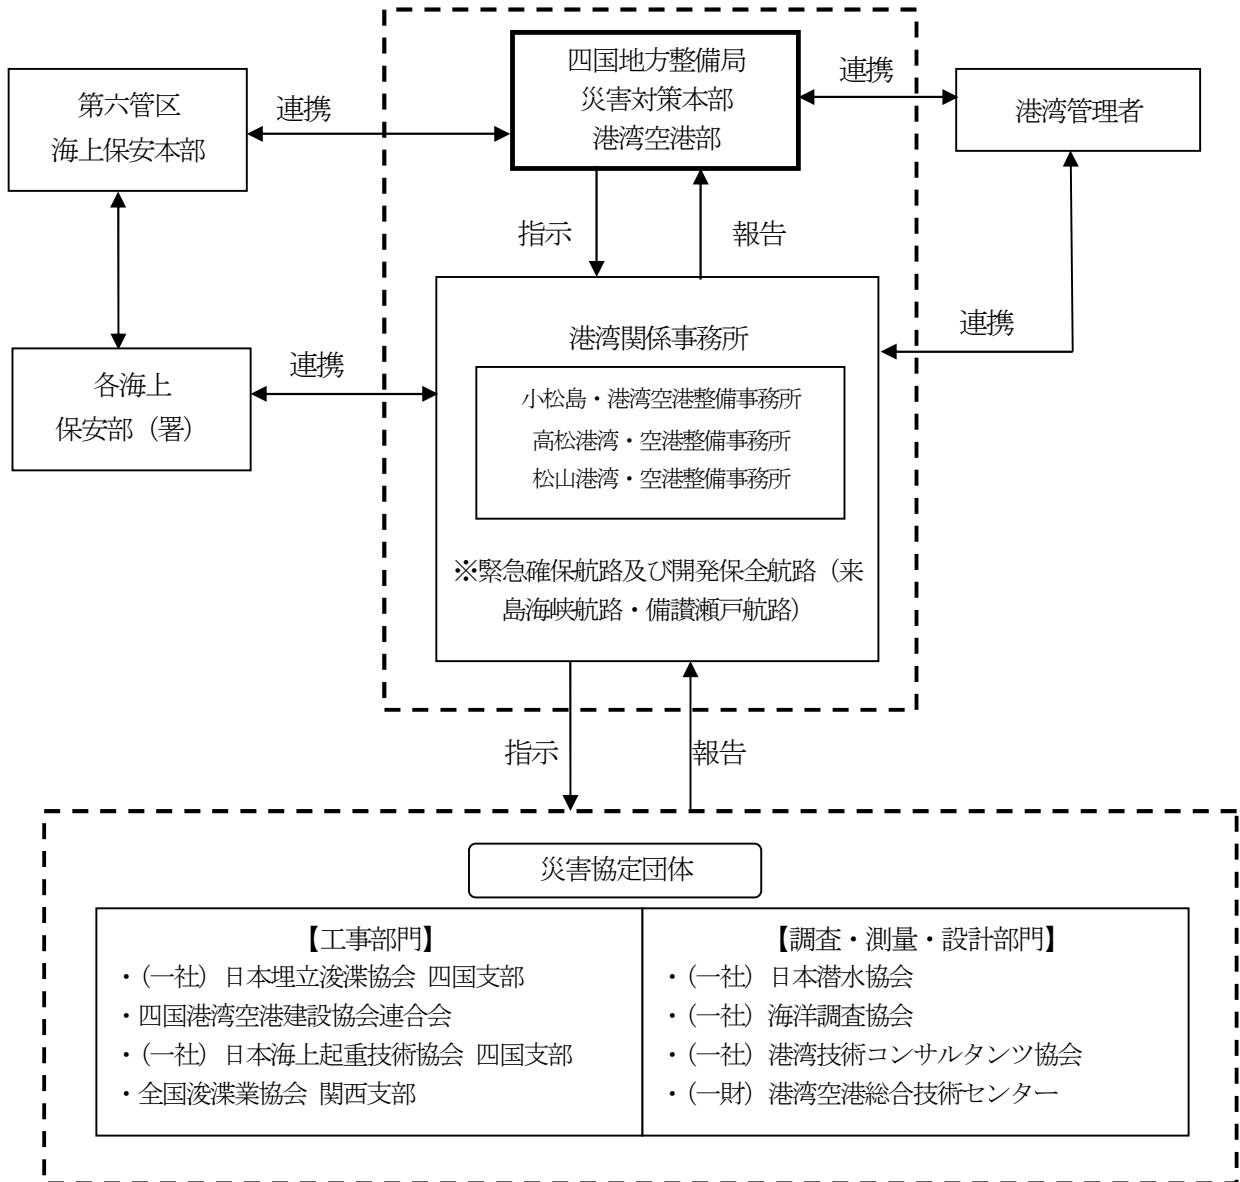 四国地方整備局
災害対策本部
港湾空港部
連携
港湾管理者
第六管区
海上保安本部
連携
指示
報告
港湾関係事務所
連携
各海上
保安部（署）
連携
小松島・港湾空港整備事務所
高松港湾・空港整備事務所
松山港湾・空港整備事務所
※緊急確保航路及び開発保全航路（来
島海峡航路・備讃瀬戸航路）
指示
報告
災害協定団体
【工事部門】
・（一社）日本埋立浚渫協会 四国支部
・四国港湾空港建設協会連合会
・（一社）日本海上起重技術協会 四国支部
・全国浚渫業協会 関西支部
【調査・測量・設計部門】
・（一社）日本潜水協会
・（一社）海洋調査協会
・（一社）港湾技術コンサルタンツ協会
・（一財）港湾空港総合技術センター